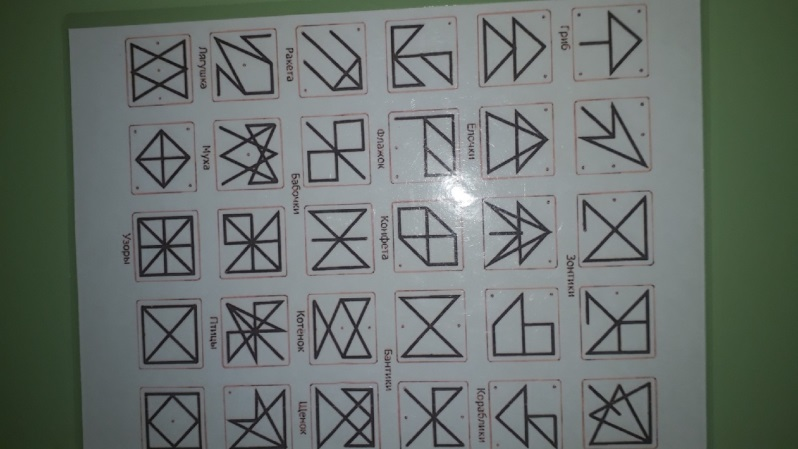 Гриб
Зонтики
Ёлочки
Кораблики
Флажок
Конфета
Бантики
Ракета
Бабочки
Котёнок
Щенок
Лягушка
Муха
Птицы
Узоры